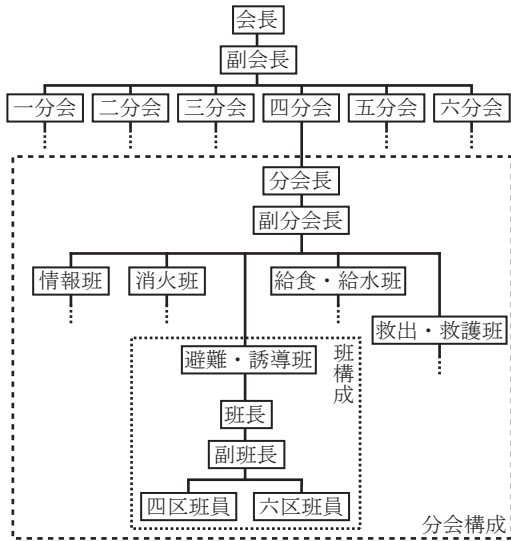 会長
副会長
一分会 二分会 三分会 四分会 五分会 六分会
分会長
副分会長
情報班 消火班 給食・給水班
救出・救護班
避難・誘導班
班構成
班長
副班長
四区班員 六区班員
分会構成